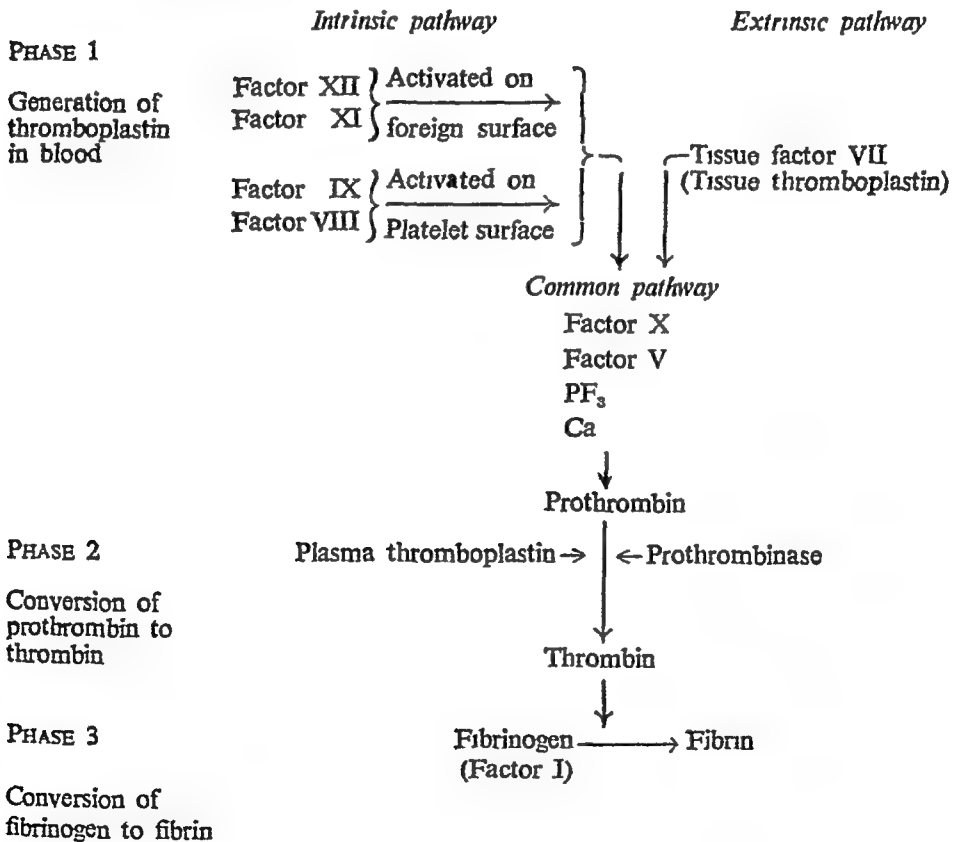 Intrinsic pathway
Extrinsic pathway
PHASE 1
Generation of
thromboplastin
in blood
Factor XII
Factor XI
Activated on
foreign surface
Factor IX
Factor VIII
Activated on
Platelet surface
Tissue factor VII
(Tissue thromboplastin)
Common pathway
Factor X
Factor V
PF₃
Ca
Prothrombin
PHASE 2
Conversion of
prothrombin to
thrombin
Plasma thromboplastin
Prothrombinase
Thrombin
PHASE 3
Conversion of
fibrinogen to fibrin
Fibrinogen
(Factor I)
Fibrin